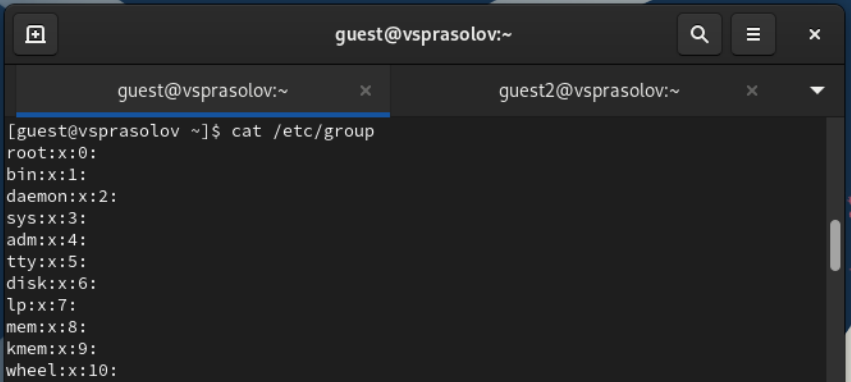 guest@vsprasolov:~
guest@vsprasolov:~
guest2@vsprasolov:~
[guest@vsprasolov ~]$ cat /etc/group
root:x:0:
bin:x:1:
daemon:x:2:
sys:x:3:
adm:x:4:
tty:x:5:
disk:x:6:
lp:x:7:
mem:x:8:
kmem:x:9:
wheel:x:10: